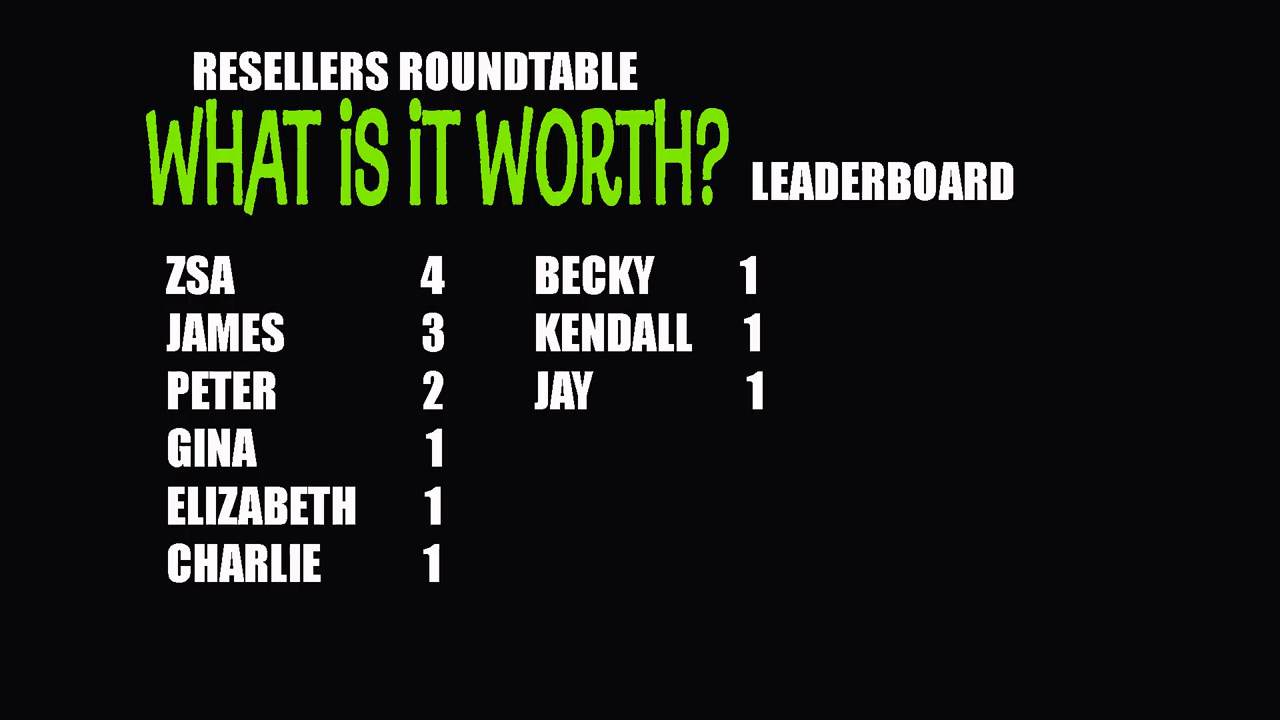 RESELLERS ROUNDTABLE
WHAT iS iT WORTH? LEADERBOARD
ZSA 4
JAMES 3
PETER 2
GINA 1
ELIZABETH 1
CHARLIE 1
BECKY 1
KENDALL 1
JAY 1